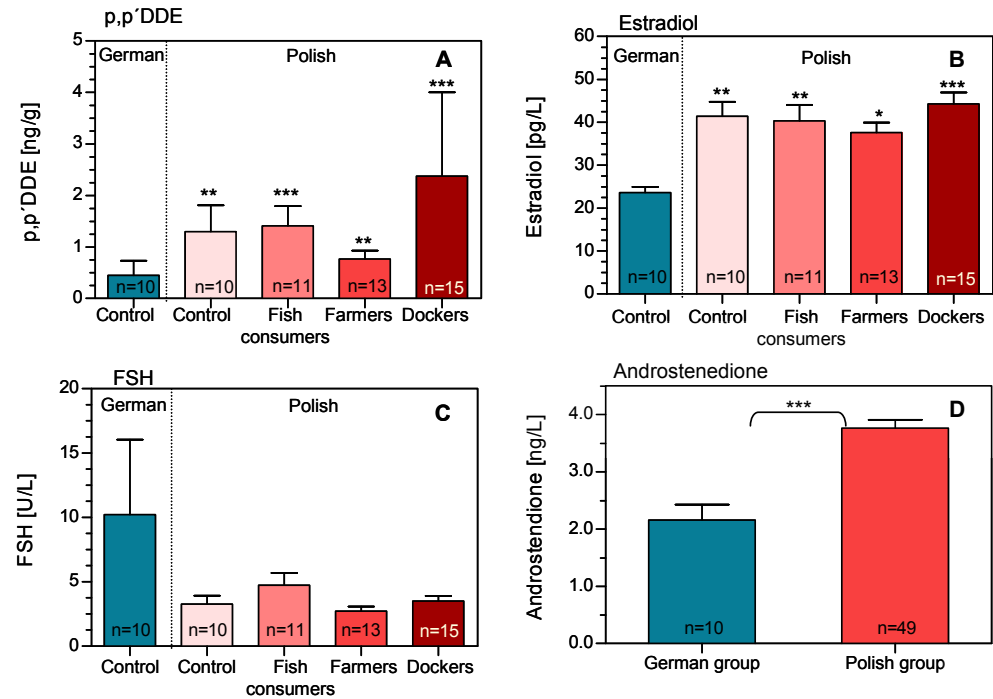 p,p´DDE
German
Polish
A
p,p´DDE [ng/g]
5
4
3
2
1
0
**
***
**
***
n=10
n=10
n=11
n=13
n=15
Control
Control
Fish
Farmers
Dockers
consumers
Estradiol
German
Polish
B
Estradiol [pg/L]
60
50
40
30
20
10
0
**
**
*
***
n=10
n=10
n=11
n=13
n=15
Control
Control
Fish
Farmers
Dockers
consumers
FSH
German
Polish
C
FSH [U/L]
20
15
10
5
0
n=10
n=10
n=11
n=13
n=15
Control
Control
Fish
Farmers
Dockers
consumers
Androstenedione
D
Androstendione [ng/L]
4.0
3.0
2.0
1.0
0.0
***
n=10
n=49
German group
Polish group